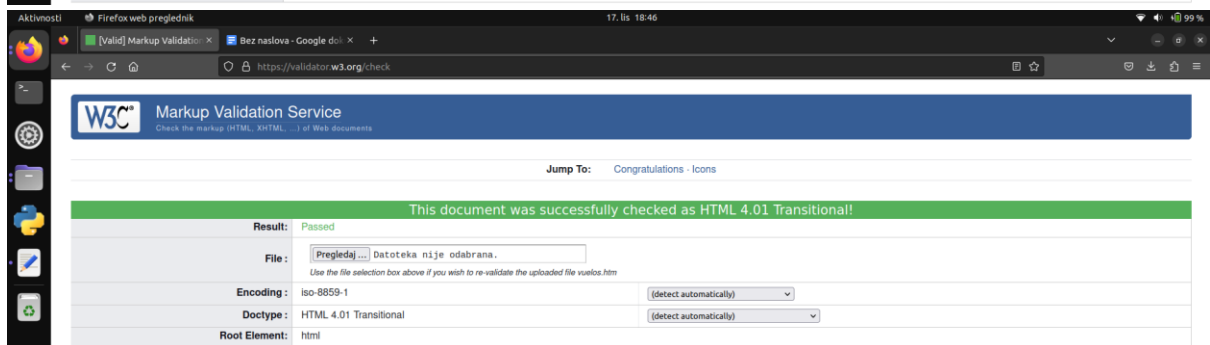 Aktivnosti Firefox web preglednik 17. lis 18:46 99 %
[Valid] Markup Validation Bez naslova - Google dok
https://validator.w3.org/check
W3C® Markup Validation Service
Check the markup (HTML, XHTML, ...) of Web documents
Jump To: Congratulations · Icons
This document was successfully checked as HTML 4.01 Transitional!
Result: Passed
File : Pregledaj ... Datoteka nije odabrana.
Use the file selection box above if you wish to re-validate the uploaded file vuelos.htm
Encoding : iso-8859-1 (detect automatically)
Doctype : HTML 4.01 Transitional (detect automatically)
Root Element: html